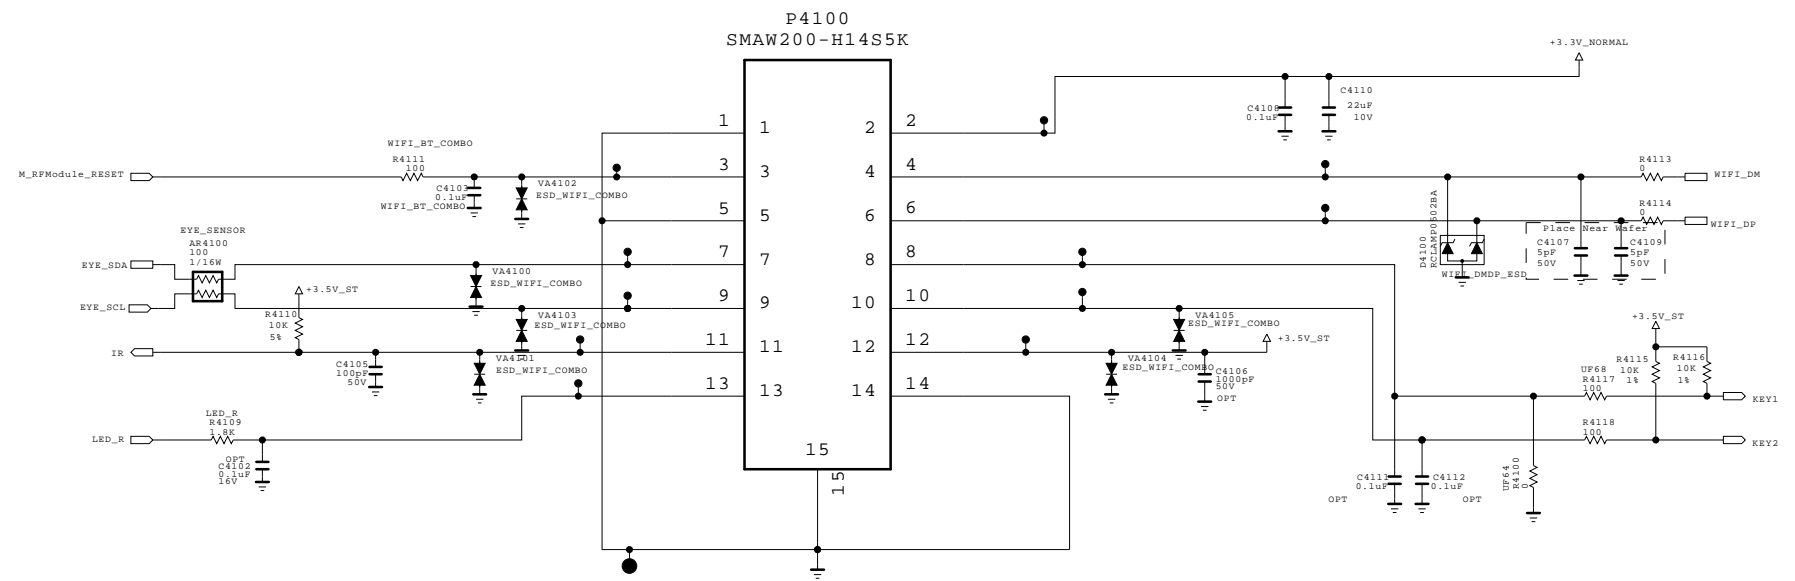 P4100
SMAW200-H14S5K
+3.3V_NORMAL
C4108
0.1uF
C4110
22uF
10V
1
1
2
2
WIFI_BT_COMBO
R4111
100
M_RFModule_RESET
C4103
0.1uF
WIFI_BT_COMBO
VA4102
ESD_WIFI_COMBO
3
3
4
4
R4113
0
WIFI_DM
5
5
6
6
R4114
0
WIFI_DP
D4100
RCLAMP0502BA
WIFI_DMDP_ESD
Place Near Wafer
C4107
5pF
50V
C4109
5pF
50V
EYE_SENSOR
AR4100
100
1/16W
EYE_SDA
VA4100
ESD_WIFI_COMBO
7
7
8
8
EYE_SCL
+3.5V_ST
R4110
10K
5%
VA4103
ESD_WIFI_COMBO
9
9
10
10
VA4105
ESD_WIFI_COMBO
IR
C4105
100pF
50V
VA4101
ESD_WIFI_COMBO
11
11
12
12
+3.5V_ST
VA4104
ESD_WIFI_COMBO
C4106
1000pF
50V
OPT
+3.5V_ST
R4115
10K
1%
R4116
10K
1%
13
13
14
14
UF68
R4117
100
KEY1
LED_R
R4109
1.8K
LED_R
OPT
C4102
0.1uF
16V
R4118
100
KEY2
15
15
C4111
0.1uF
OPT
C4112
0.1uF
OPT
UF64
R4100
0